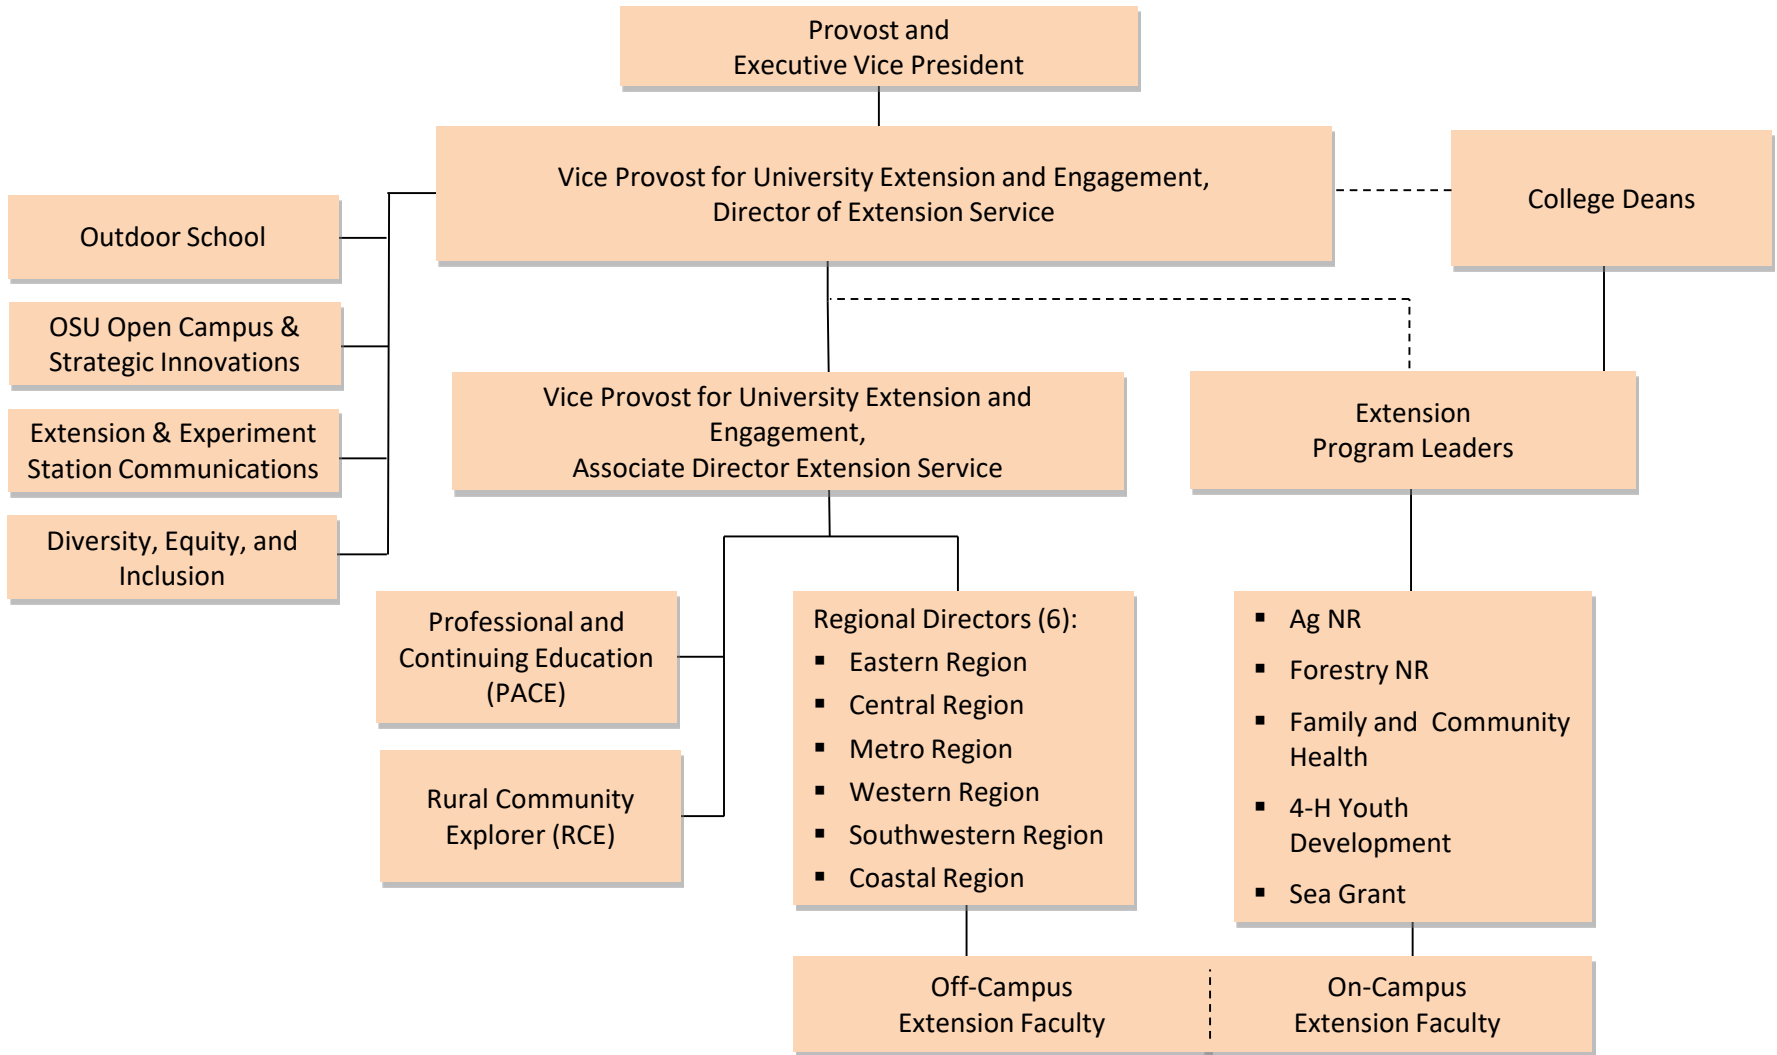 Provost and
Executive Vice President
Vice Provost for University Extension and Engagement,
Director of Extension Service
College Deans
Outdoor School
OSU Open Campus &
Strategic Innovations
Extension & Experiment
Station Communications
Diversity, Equity, and
Inclusion
Vice Provost for University Extension and
Engagement,
Associate Director Extension Service
Extension
Program Leaders
Professional and
Continuing Education
(PACE)
Rural Community
Explorer (RCE)
Regional Directors (6):
▪ Eastern Region
▪ Central Region
▪ Metro Region
▪ Western Region
▪ Southwestern Region
▪ Coastal Region
▪ Ag NR
▪ Forestry NR
▪ Family and Community
Health
▪ 4-H Youth
Development
▪ Sea Grant
Off-Campus
Extension Faculty
On-Campus
Extension Faculty